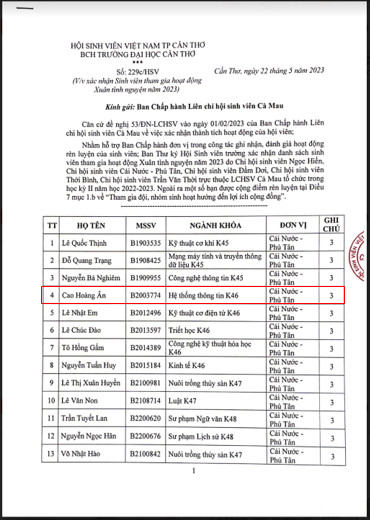 HỘI SINH VIÊN VIỆT NAM TP CẦN THƠ
BCH TRƯỜNG ĐẠI HỌC CẦN THƠ
***
Số: 229c/HSV
(V/v xác nhận Sinh viên tham gia hoạt động
Xuân tình nguyện năm 2023)
Cần Thơ, ngày 22 tháng 5 năm 2023
Kính gửi: Ban Chấp hành Liên chi hội sinh viên Cà Mau
Căn cứ đề nghị 53/ĐN-LCHSV vào ngày 01/02/2023 của Ban Chấp hành
Liên chi hội sinh viên Cà Mau về việc xác nhận thành tích hoạt động của hội viên;
Nhằm hỗ trợ Ban Chấp hành đơn vị trong công tác ghi nhận, đánh giá hoạt động
rèn luyện của sinh viên; Ban Thư ký Hội Sinh viên trường xác nhận danh sách sinh
viên tham gia hoạt động Xuân tình nguyện năm 2023 do Chi hội sinh viên Ngọc Hiển,
Chi hội sinh viên Cái Nước - Phú Tân, Chi hội sinh viên Đầm Dơi, Chi hội sinh viên
Thới Bình, Chi hội sinh viên Trần Văn Thời trực thuộc LCHSV Cà Mau tổ chức trong
học kỳ II năm học 2022-2023. Ngoài ra một số bạn được cộng điểm rèn luyện tại Điều
7 mục 1.b về “Tham gia đội, nhóm sinh hoạt hướng đến lợi ích cộng đồng”.
TT HỌ TÊN MSSV NGÀNH KHÓA ĐƠN VỊ GHI CHÚ
1 Lê Quốc Thịnh B1903535 Kỹ thuật cơ khí K45 Cái Nước - Phú Tân 3
2 Đỗ Quang Trạng B1908425 Mạng máy tính và truyền thông dữ liệu K45 Cái Nước - Phú Tân 3
3 Nguyễn Bá Nghiêm B1909955 Công nghệ thông tin K45 Cái Nước - Phú Tân 3
4 Cao Hoàng Ân B2003774 Hệ thống thông tin K46 Cái Nước - Phú Tân 3
5 Lê Nhật Em B2012496 Kỹ thuật cơ điện tử K46 Cái Nước - Phú Tân 3
6 Lê Chúc Đào B2013597 Triết học K46 Cái Nước - Phú Tân 3
7 Tô Hồng Gấm B2014389 Công nghệ kỹ thuật hóa học K46 Cái Nước - Phú Tân 3
8 Nguyễn Tuấn Huy B2015184 Kinh tế K46 Cái Nước - Phú Tân 3
9 Lê Thị Xuân Huyền B2100981 Nuôi trồng thủy sản K47 Cái Nước - Phú Tân 3
10 Lê Văn Non B2108714 Luật K47 Cái Nước - Phú Tân 3
11 Trần Tuyết Lan B2200620 Sư phạm Ngữ văn K48 Cái Nước - Phú Tân 3
12 Nguyễn Ngọc Hân B2200676 Sư phạm Lịch sử K48 Cái Nước - Phú Tân 3
13 Võ Nhật Hào B2100842 Nuôi trồng thủy sản K47 Cái Nước - Phú Tân 3
1